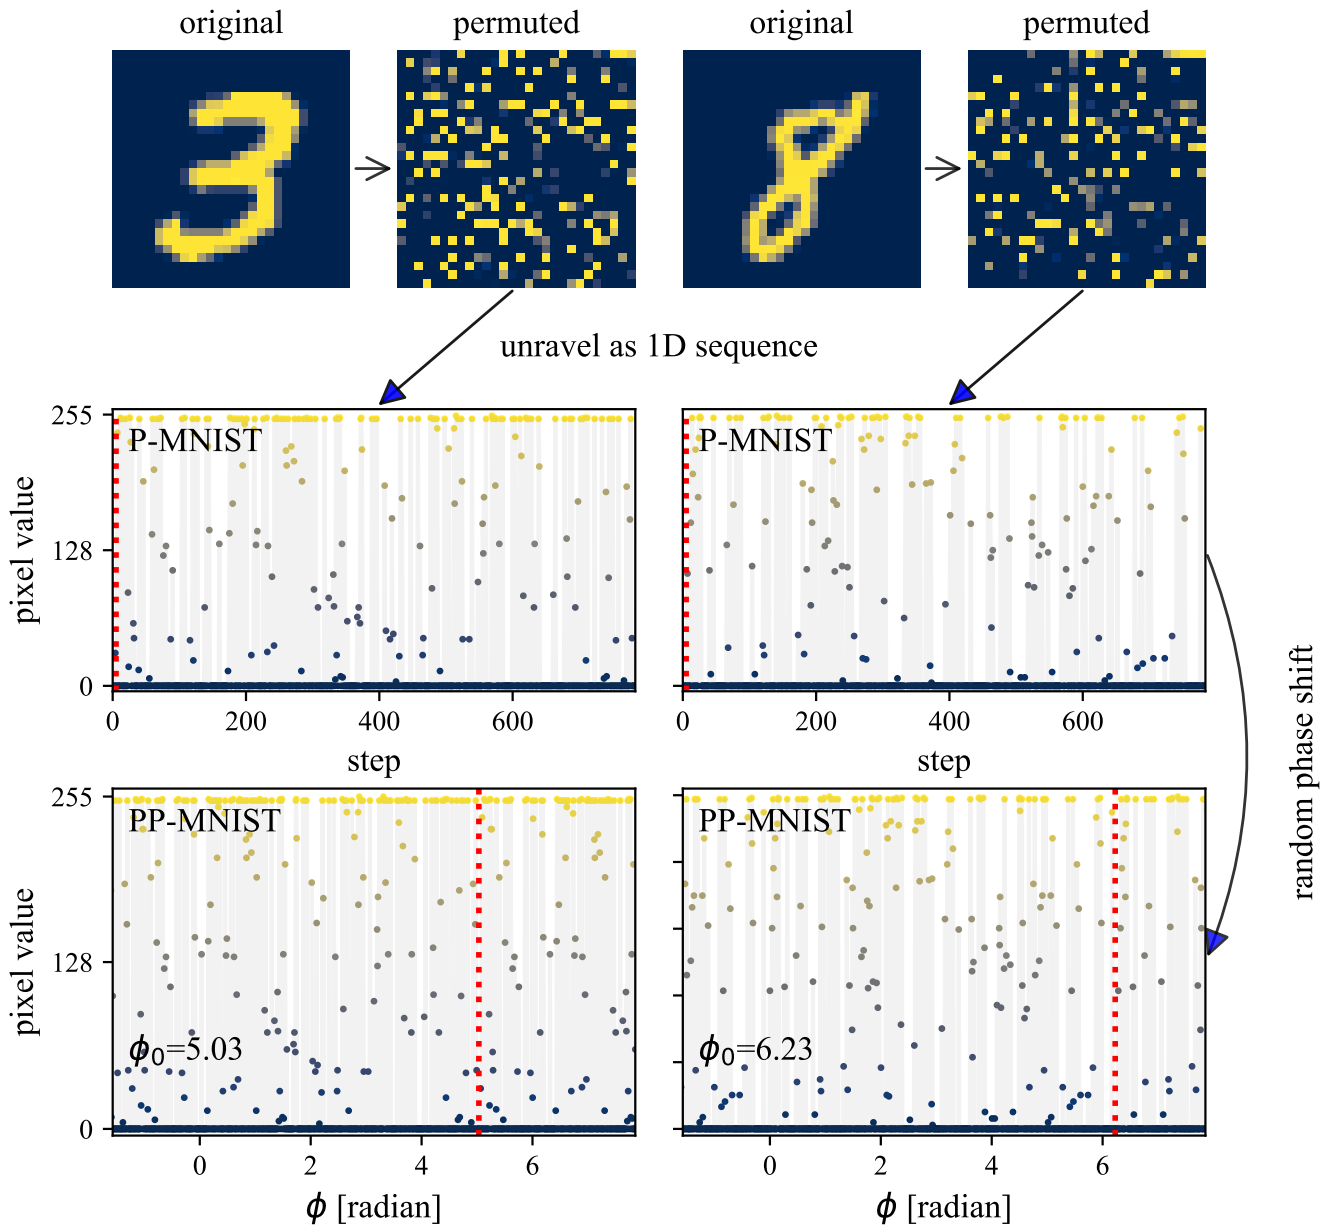 original permuted original permuted
unravel as 1D sequence
255
128
0
pixel value
P-MNIST
0 200 400 600
step
P-MNIST
0 200 400 600
step
random phase shift
255
128
0
pixel value
PP-MNIST
ϕ₀=5.03
0 2 4 6
ϕ [radian]
PP-MNIST
ϕ₀=6.23
0 2 4 6
ϕ [radian]